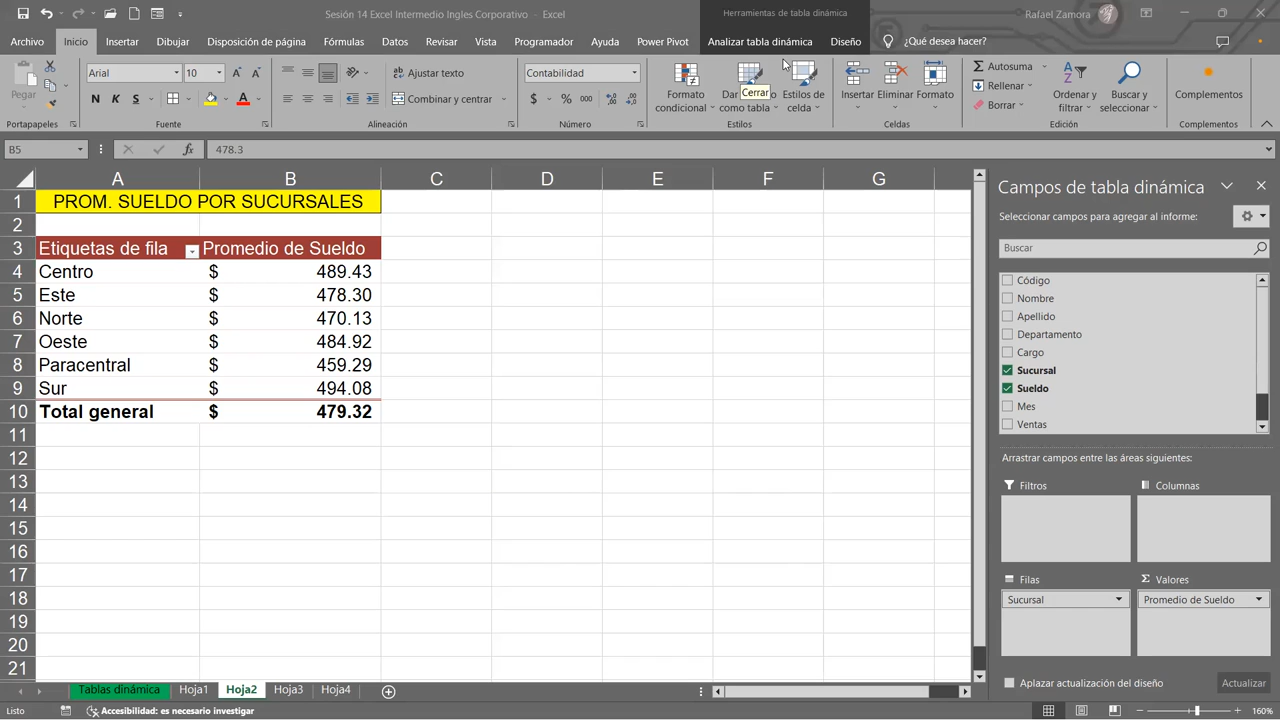 Sesión 14 Excel Intermedio Ingles Corporativo - Excel
Herramientas de tabla dinámica
Rafael Zamora
Archivo Inicio Insertar Dibujar Disposición de página Fórmulas Datos Revisar Vista Programador Ayuda Power Pivot Analizar tabla dinámica Diseño ¿Qué desea hacer?
Pegar
Arial 10
N K S
Ajustar texto
Combinar y centrar
Contabilidad
$ % 000
Formato condicional
como tabla
Cerrar
Estilos de celda
Insertar Eliminar Formato
Autosuma
Rellenar
Borrar
Ordenar y filtrar
Buscar y seleccionar
Complementos
Portapapeles Fuente Alineación Número Estilos Celdas Edición Complementos
B5 fx 478.3
A B C D E F G
1 PROM. SUELDO POR SUCURSALES
2
3 Etiquetas de fila Promedio de Sueldo
4 Centro $ 489.43
5 Este $ 478.30
6 Norte $ 470.13
7 Oeste $ 484.92
8 Paracentral $ 459.29
9 Sur $ 494.08
10 Total general $ 479.32
11
12
13
14
15
16
17
18
19
20
21
Campos de tabla dinámica
Seleccionar campos para agregar al informe:
Buscar
Código
Nombre
Apellido
Departamento
Cargo
Sucursal
Sueldo
Mes
Ventas
Arrastrar campos entre las áreas siguientes:
Filtros Columnas
Filas Σ Valores
Sucursal Promedio de Sueldo
Aplazar actualización del diseño Actualizar
Tablas dinámica Hoja1 Hoja2 Hoja3 Hoja4
Listo Accesibilidad: es necesario investigar 160%